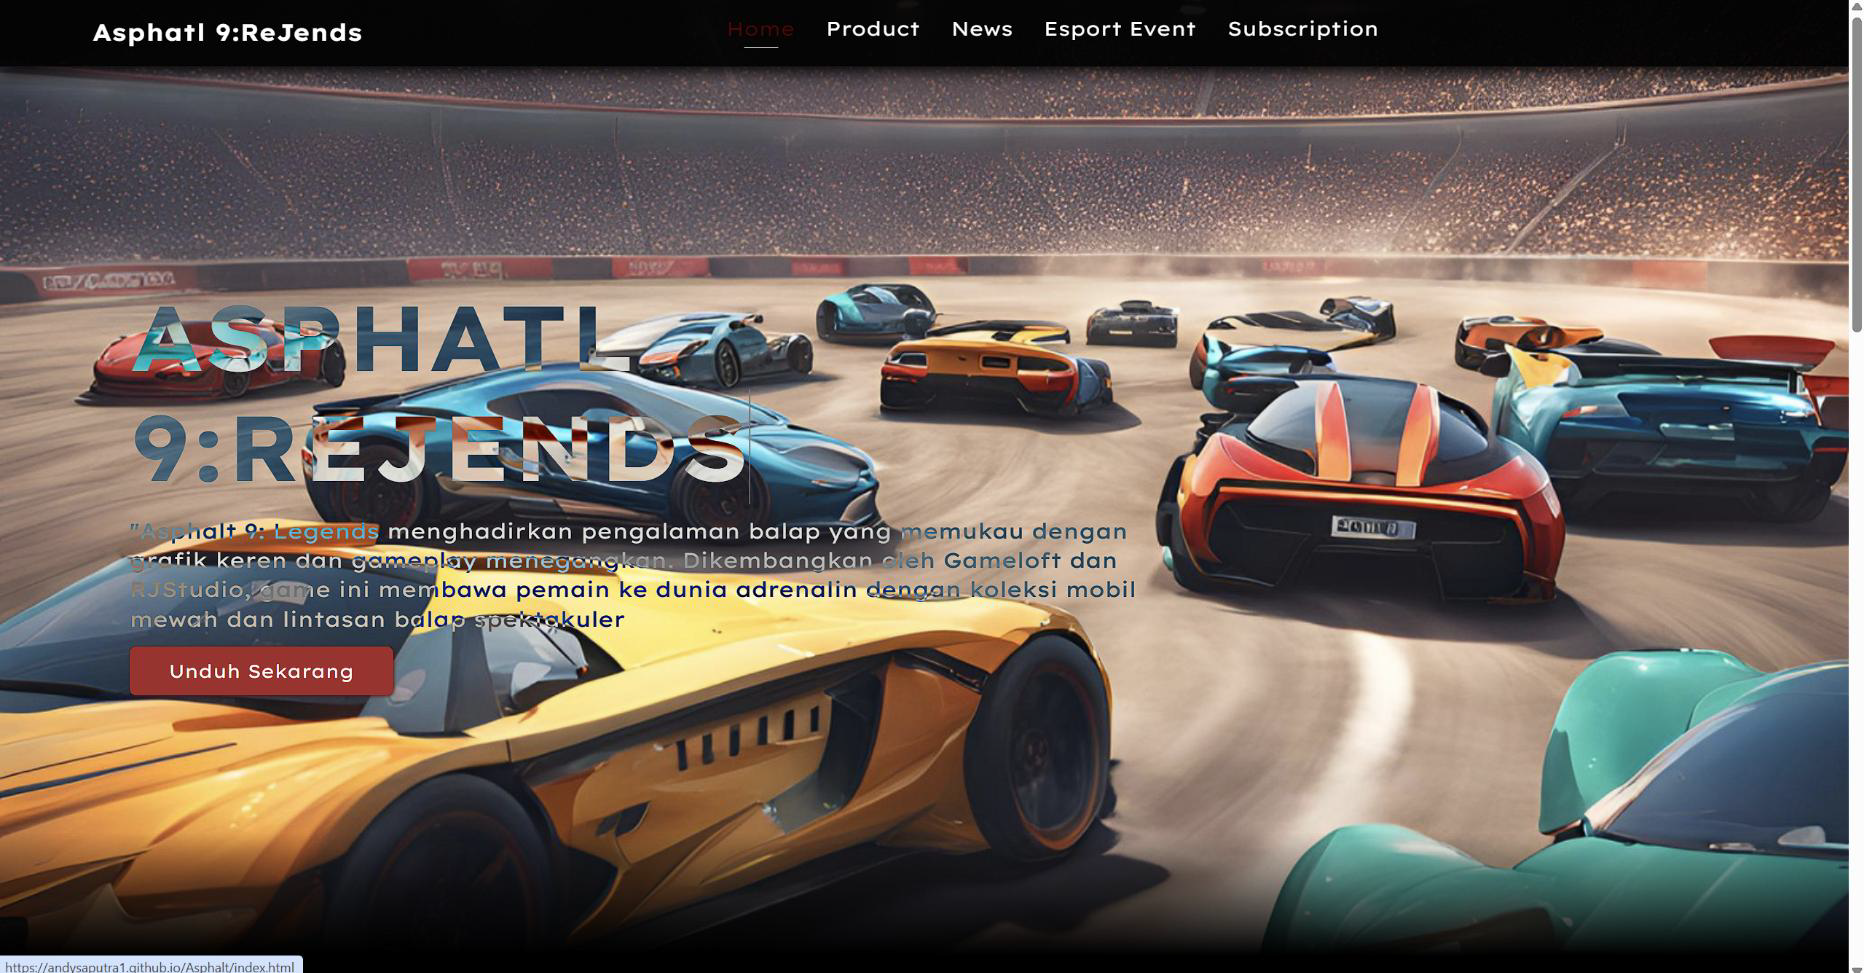 Asphatl 9:ReJends
Home Product News Esport Event Subscription
ASPHATL
9:REJENDS
"Asphalt 9: Legends menghadirkan pengalaman balap yang memukau dengan
grafik keren dan gameplay menegangkan. Dikembangkan oleh Gameloft dan
RJStudio, game ini membawa pemain ke dunia adrenalin dengan koleksi mobil
mewah dan lintasan balap spektakuler
Unduh Sekarang
https://andysaputra1.github.io/Asphalt/index.html